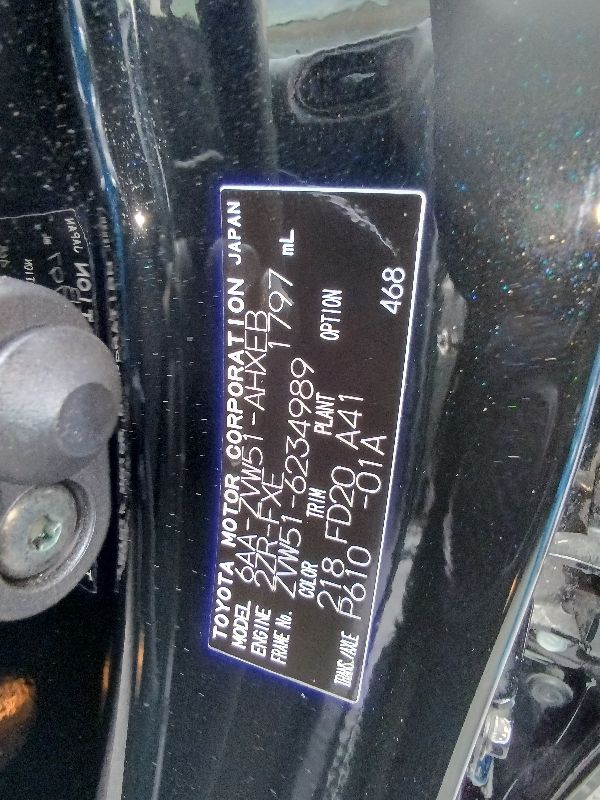 TOYOTA MOTOR CORPORATION JAPAN
MODEL 6AA-ZVW51-AHXEB
ENGINE 2ZR-FXE 1797 mL
FRAME No. ZVW51-6234989
COLOR TRIM PLANT OPTION
218 FD20 A41
TRANS/AXLE P610 -01A 468